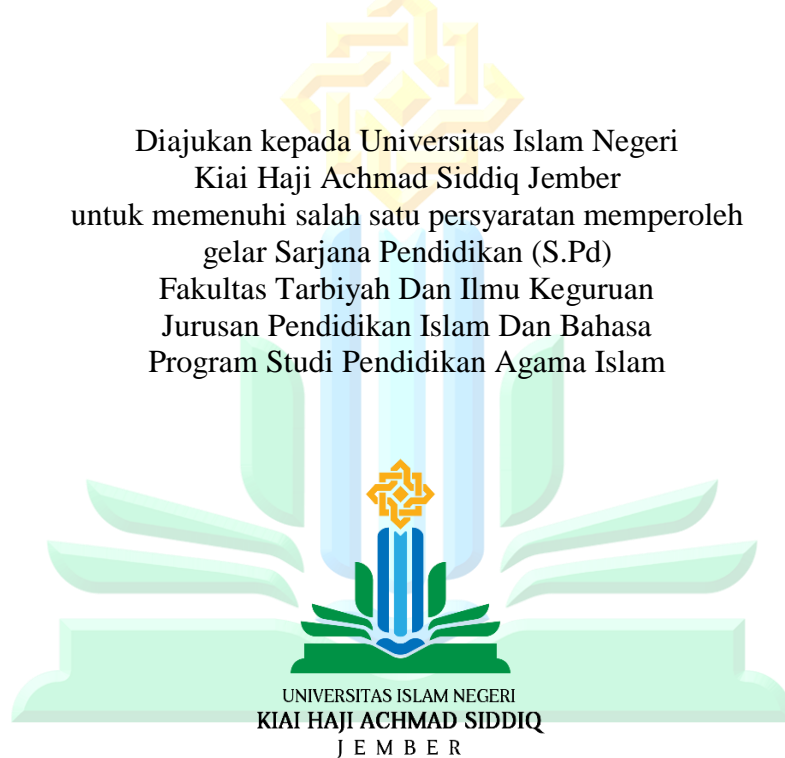 Diajukan kepada Universitas Islam Negeri
Kiai Haji Achmad Siddiq Jember
untuk memenuhi salah satu persyaratan memperoleh
gelar Sarjana Pendidikan (S.Pd)
Fakultas Tarbiyah Dan Ilmu Keguruan
Jurusan Pendidikan Islam Dan Bahasa
Program Studi Pendidikan Agama Islam
UNIVERSITAS ISLAM NEGERI
KIAI HAJI ACHMAD SIDDIQ
JEMBER